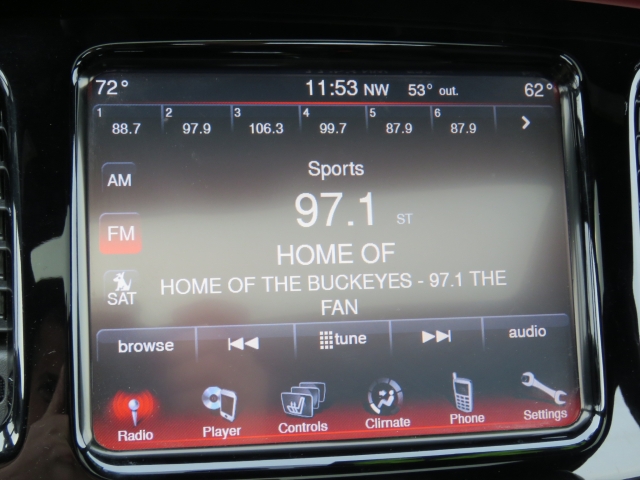 72° 11:53 NW 53° out. 62°
1 2 3 4 5 6
88.7 97.9 106.3 99.7 87.9 87.9 >
Sports
AM
97.1 ST
FM
HOME OF
HOME OF THE BUCKEYES - 97.1 THE
FAN
SAT
browse tune audio
Radio Player Controls Climate Phone Settings